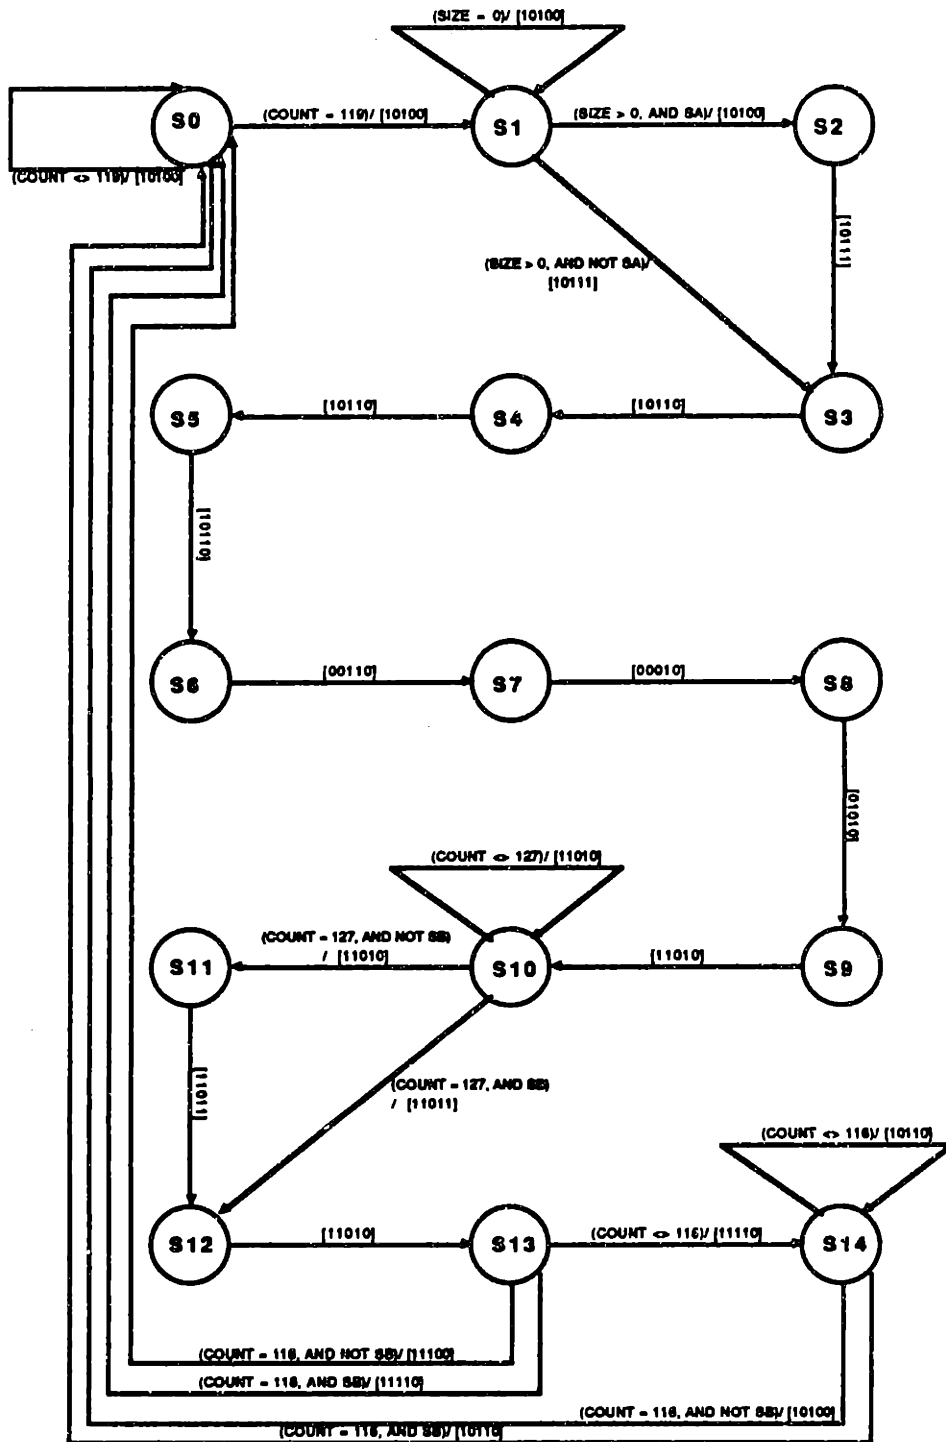 (SIZE = 0)/ [10100]
S0
(COUNT = 119)/ [10100]
S1
(SIZE > 0, AND SA)/ [10100]
S2
(COUNT <> 119)/ [10100]
[10111]
(SIZE > 0, AND NOT SA)/
[10111]
S5
[10110]
S4
[10110]
S3
[10110]
S6
[00110]
S7
[00010]
S8
[01010]
(COUNT <> 127)/ [11010]
S11
(COUNT = 127, AND NOT SB)
/ [11010]
S10
[11010]
S9
[11011]
(COUNT = 127, AND SB)
/ [11011]
(COUNT <> 116)/ [10110]
S12
[11010]
S13
(COUNT <> 116)/ [11110]
S14
(COUNT = 116, AND NOT SB)/ [11100]
(COUNT = 116, AND SB)/ [11110]
(COUNT = 116, AND NOT SB)/ [10100]
(COUNT = 116, AND SB)/ [10110]